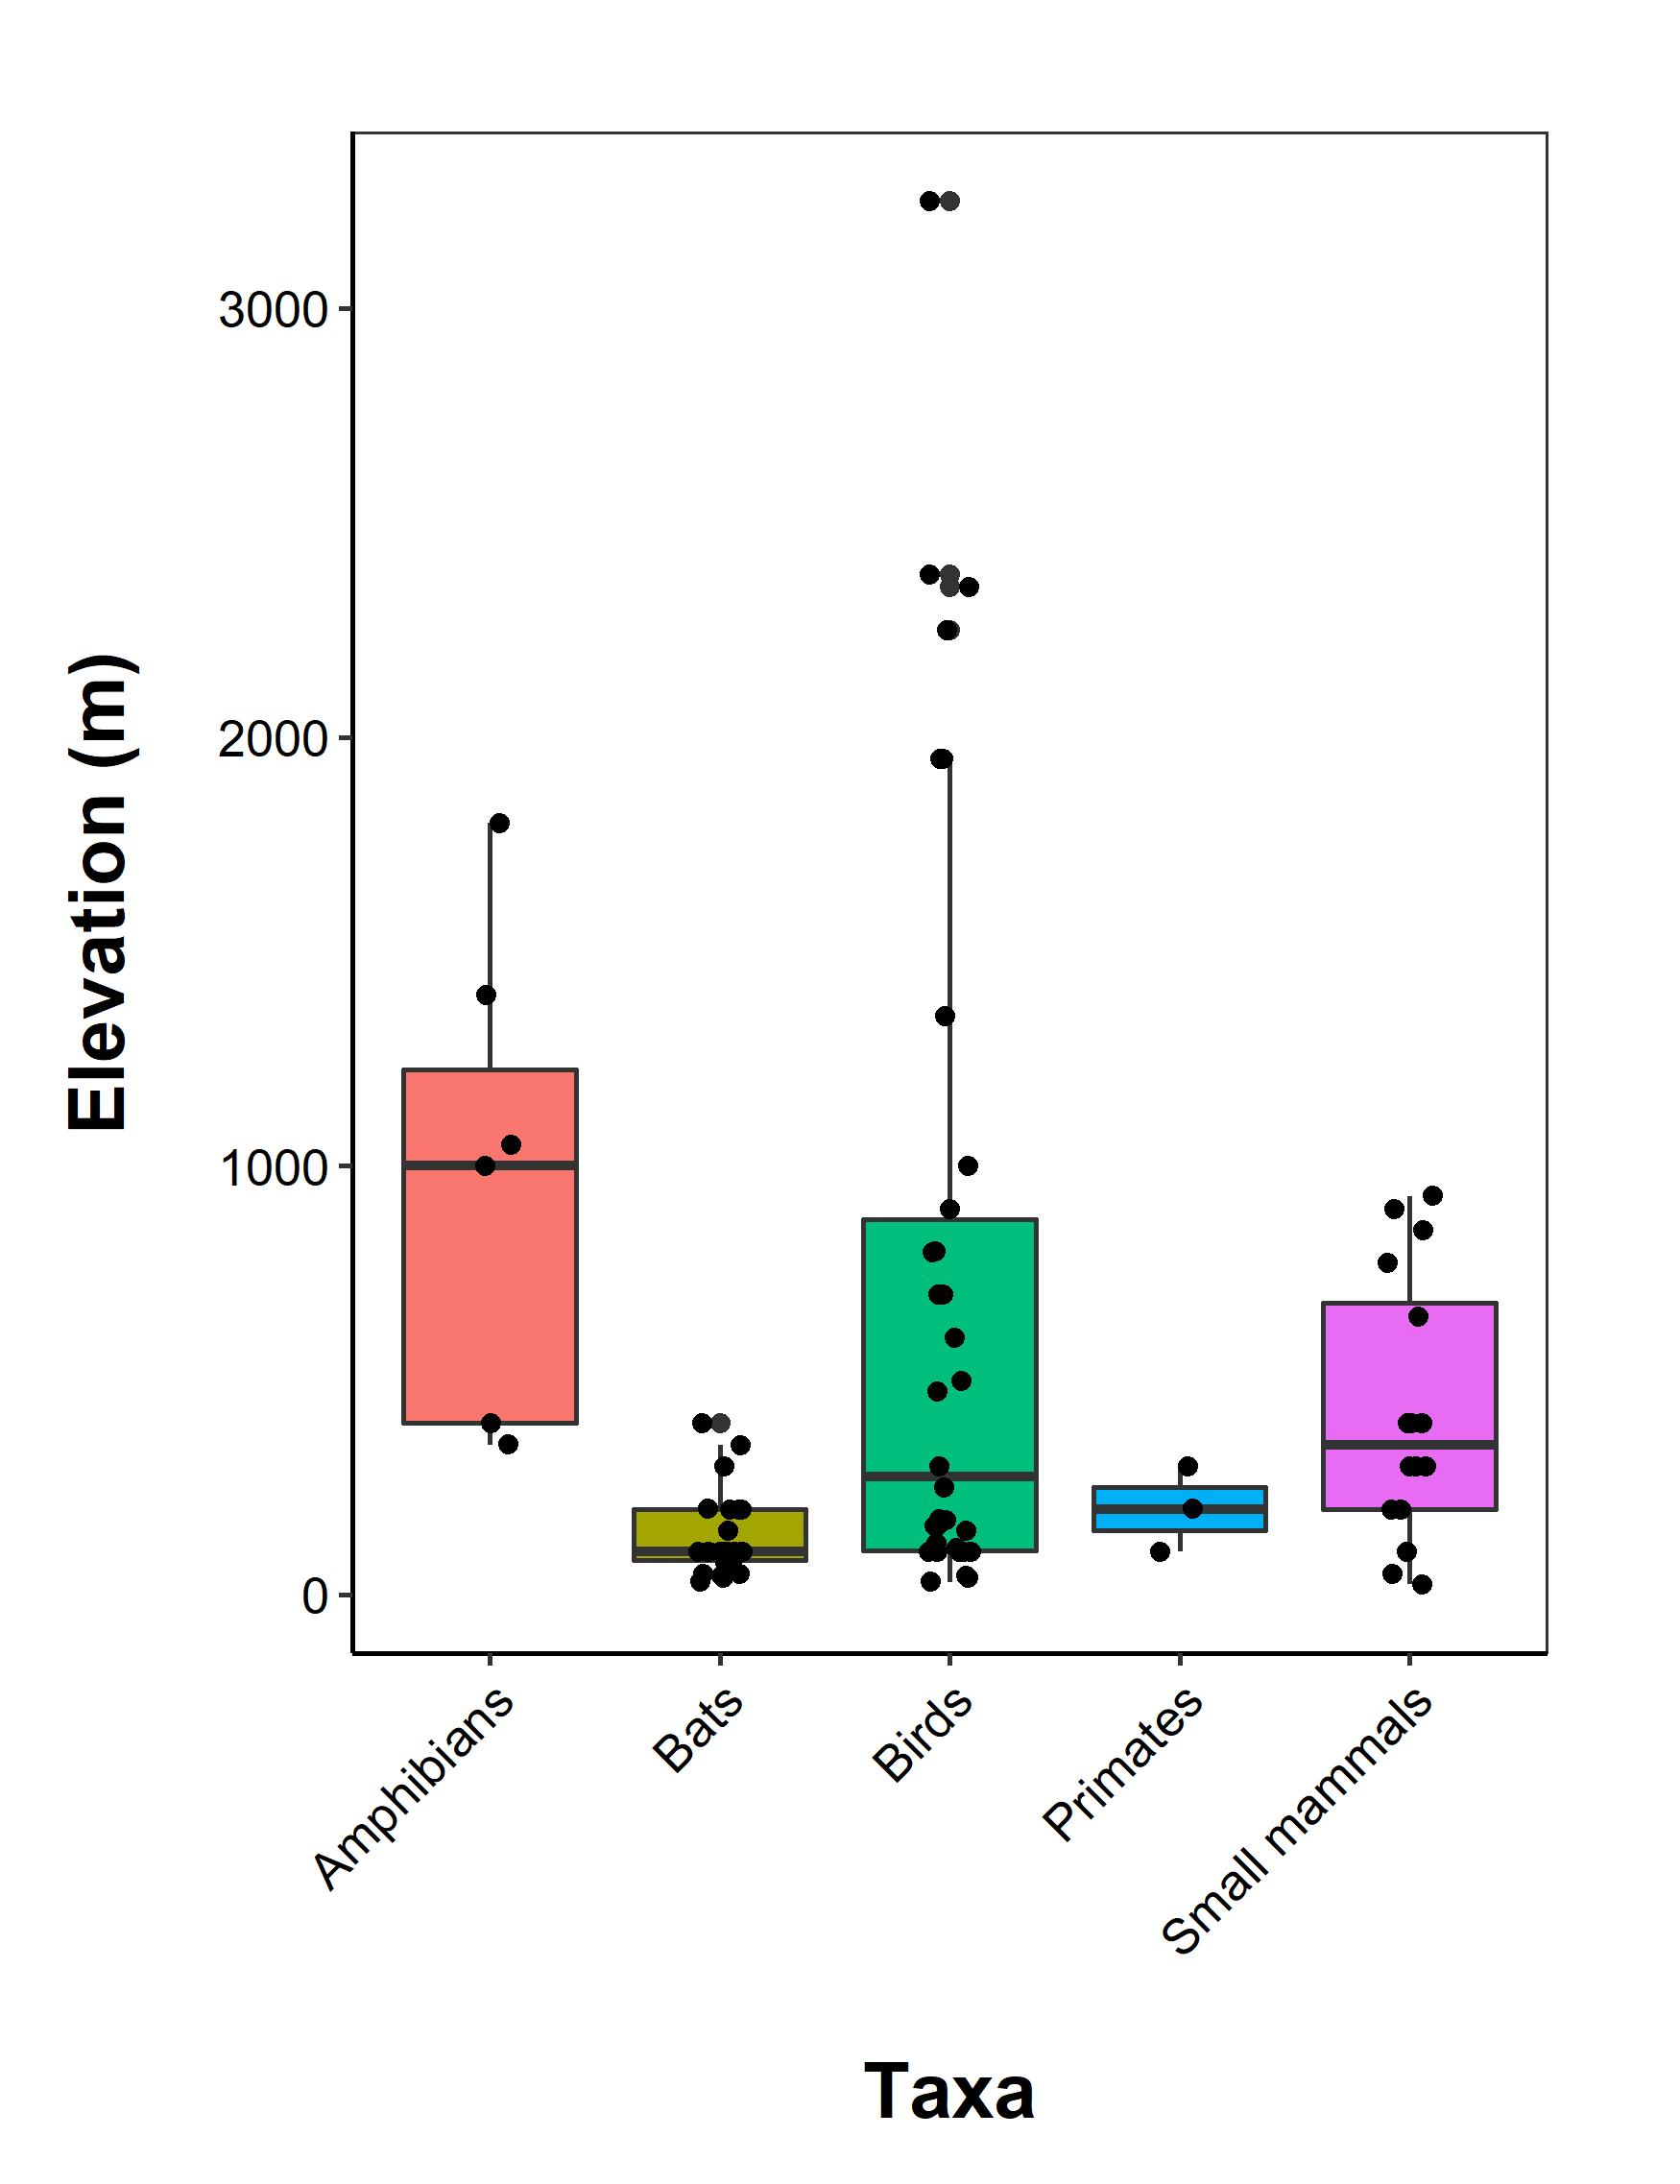 Elevation (m)
3000
2000
1000
0
Amphibians
Bats
Birds
Primates
Small mammals
Taxa